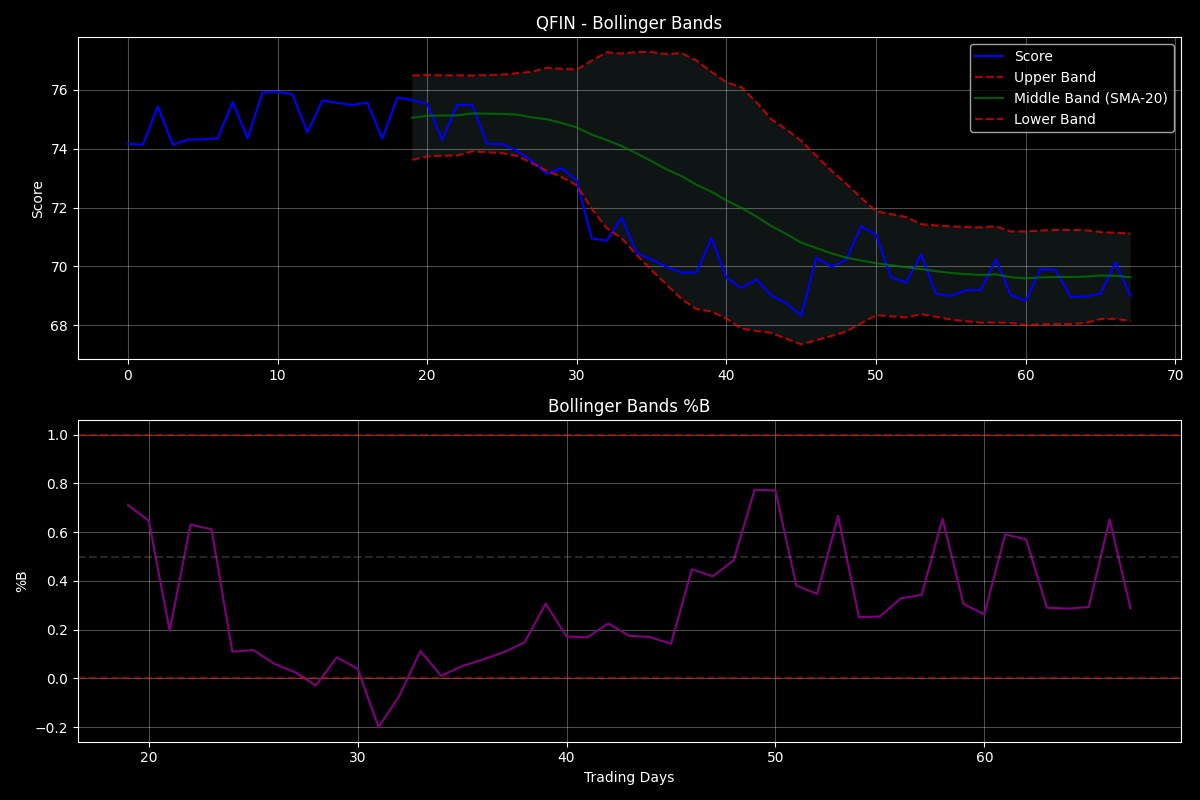 QFIN - Bollinger Bands
Score
Upper Band
Middle Band (SMA-20)
Lower Band
Score
76
74
72
70
68
0 10 20 30 40 50 60 70
Bollinger Bands %B
%B
1.0
0.8
0.6
0.4
0.2
0.0
−0.2
20 30 40 50 60
Trading Days